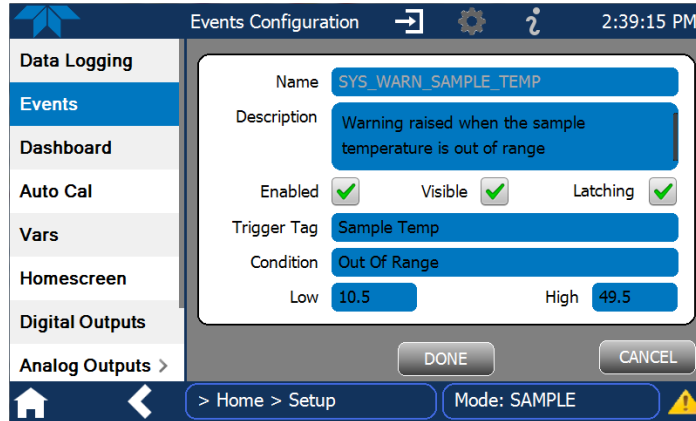 Events Configuration
2:39:15 PM
Data Logging
Events
Dashboard
Auto Cal
Vars
Homescreen
Digital Outputs
Analog Outputs >
Name SYS_WARN_SAMPLE_TEMP
Description Warning raised when the sample
temperature is out of range
Enabled Visible Latching
Trigger Tag Sample Temp
Condition Out Of Range
Low 10.5 High 49.5
DONE CANCEL
> Home > Setup Mode: SAMPLE